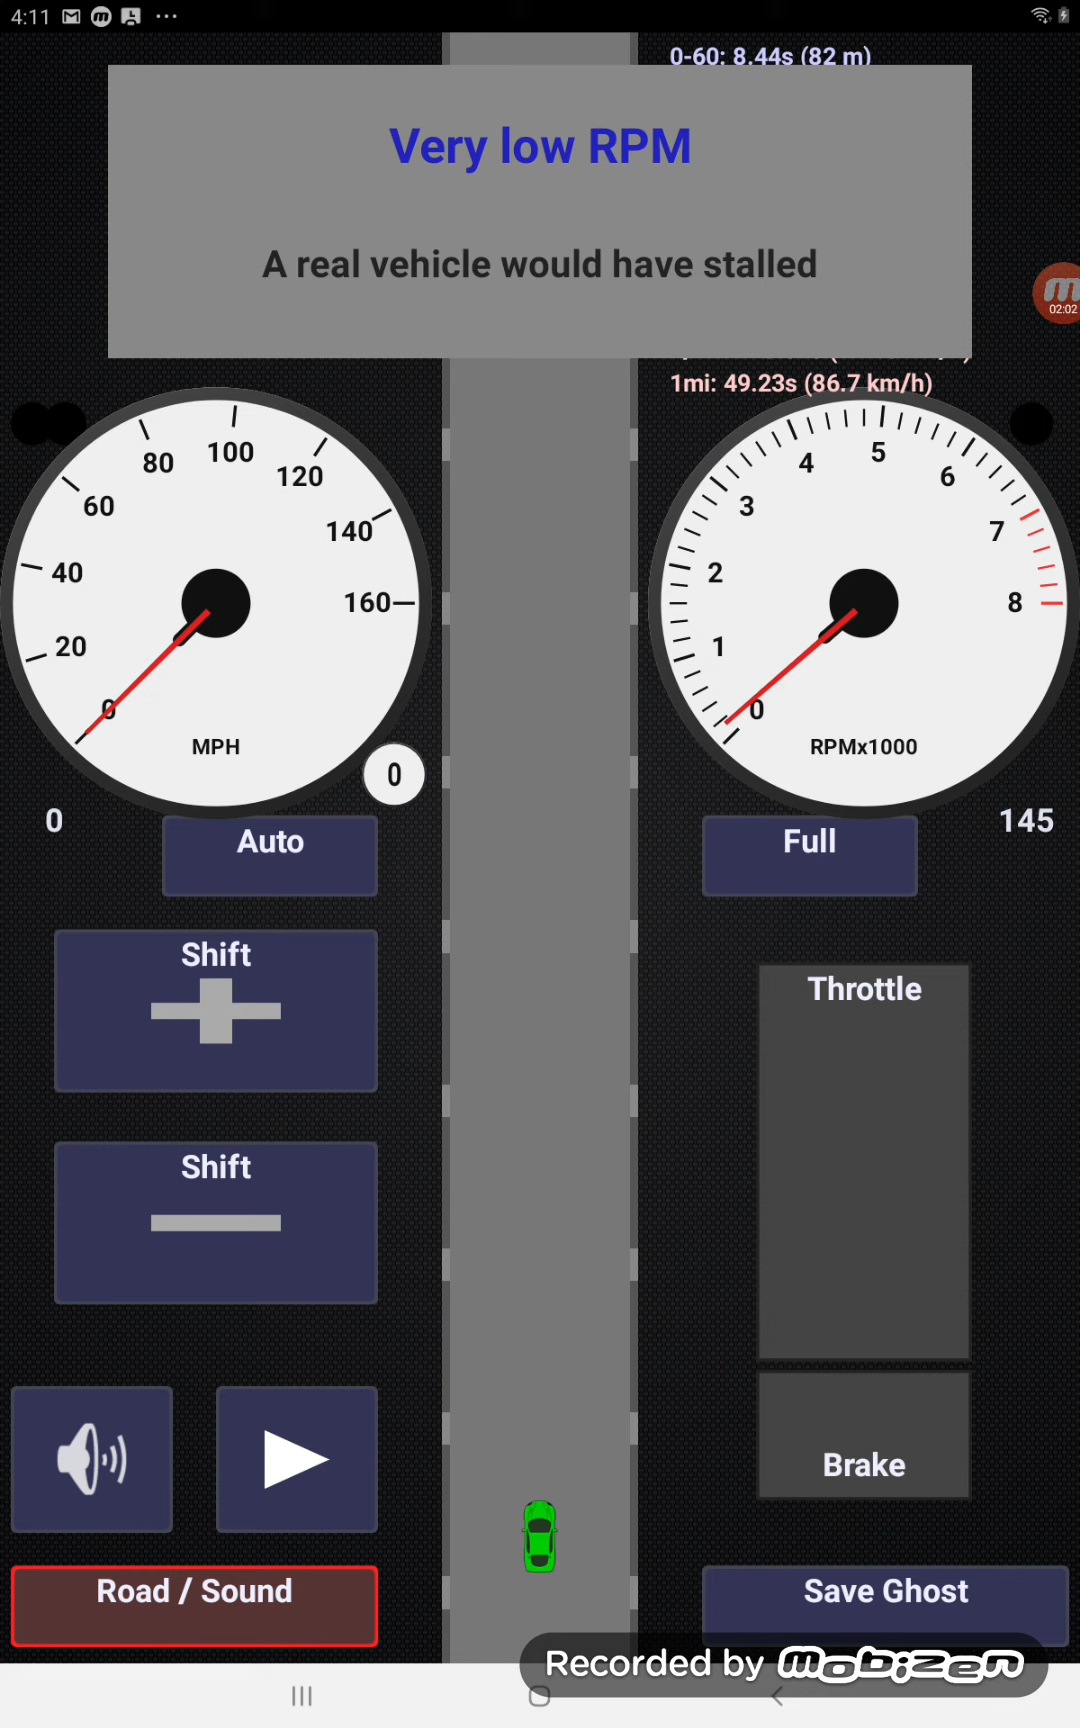 4:11
0-60: 8.44s (82 m)
Very low RPM
A real vehicle would have stalled
02:02
1mi: 49.23s (86.7 km/h)
0
20
40
60
80
100
120
140
160
MPH
0
0
1
2
3
4
5
6
7
8
RPMx1000
0
145
Auto
Full
Shift
Throttle
Shift
Brake
Road / Sound
Save Ghost
Recorded by mobizen